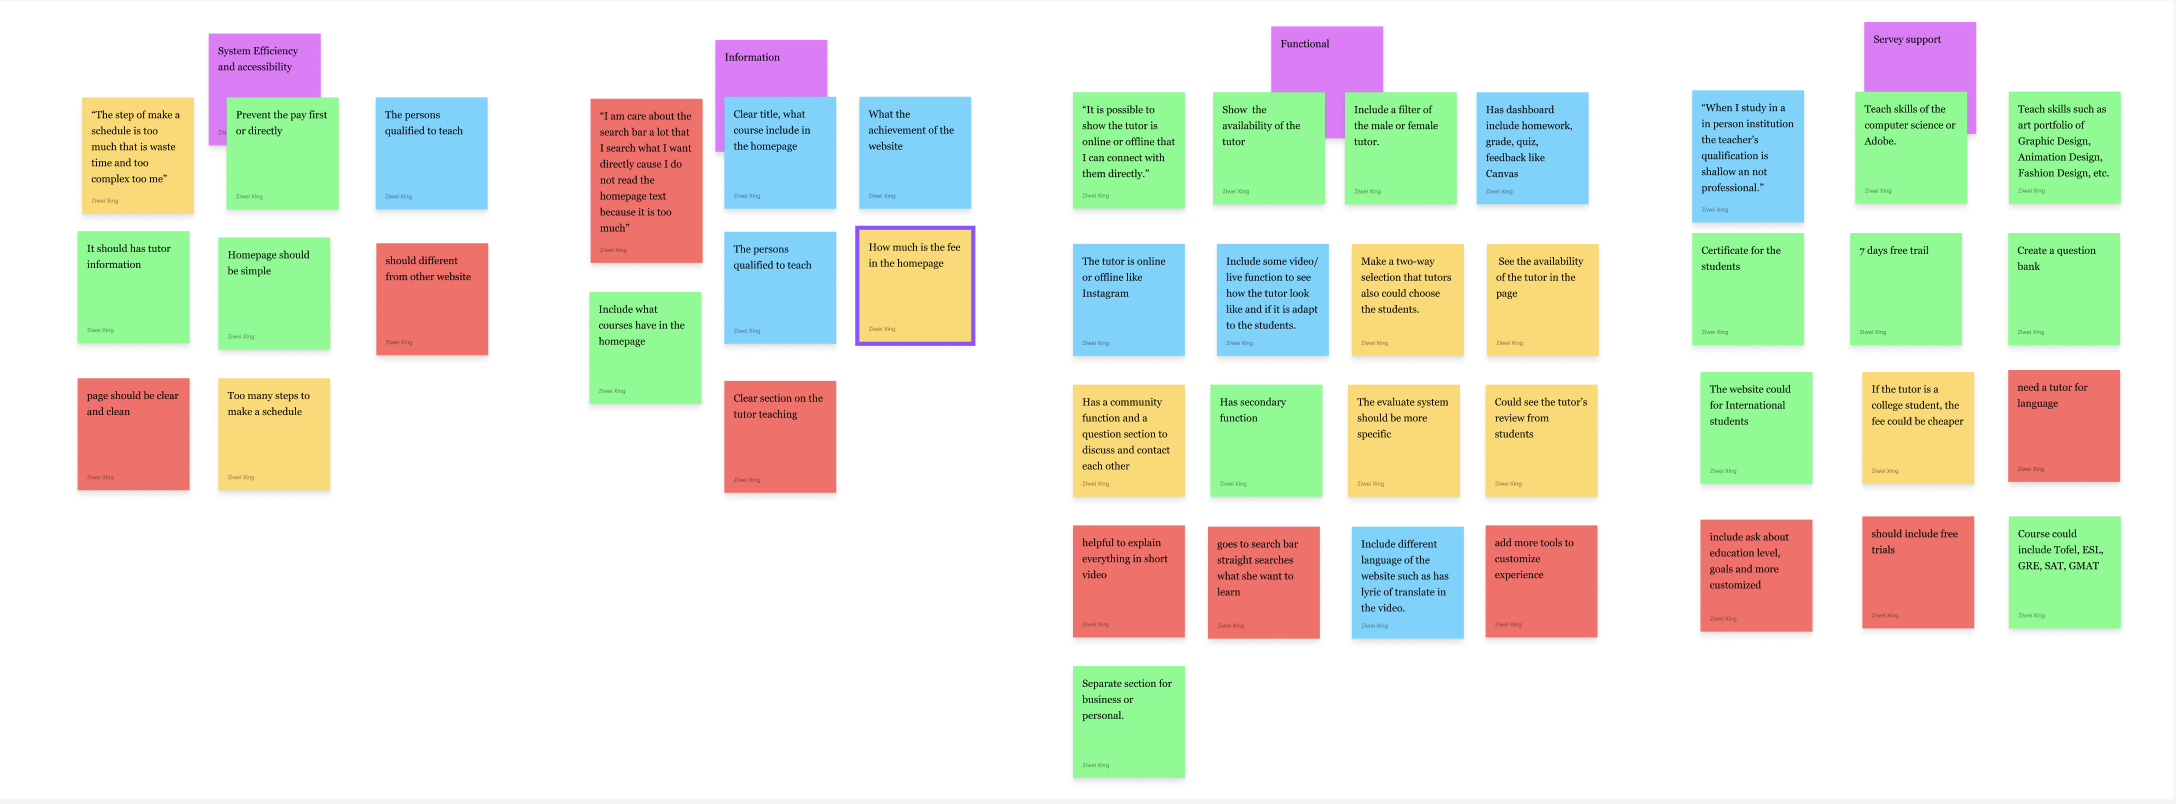 System Efficiency
and accessibility
Zi
“The step of make a
schedule is too
much that is waste
time and too
complex too me”
Ziwei Xing
Prevent the pay first
or directly
Ziwei Xing
The persons
qualified to teach
Ziwei Xing
It should has tutor
information
Ziwei Xing
Homepage should
be simple
Ziwei Xing
should different
from other website
Ziwei Xing
page should be clear
and clean
Ziwei Xing
Too many steps to
make a schedule
Ziwei Xing
Information
“I am care about the
search bar a lot that
I search what I want
directly cause I do
not read the
homepage text
because it is too
much”
Ziwei Xing
Clear title, what
course include in
the homepage
Ziwei Xing
What the
achievement of the
website
Ziwei Xing
The persons
qualified to teach
Ziwei Xing
How much is the fee
in the homepage
Ziwei Xing
Include what
courses have in the
homepage
Ziwei Xing
Clear section on the
tutor teaching
Ziwei Xing
Functional
“It is possible to
show the tutor is
online or offline that
I can connect with
them directly.”
Ziwei Xing
Show the
availability of the
tutor
Ziwei Xing
Include a filter of
the male or female
tutor.
Ziwei Xing
Has dashboard
include homework,
grade, quiz,
feedback like
Canvas
Ziwei Xing
The tutor is online
or offline like
Instagram
Ziwei Xing
Include some video/
live function to see
how the tutor look
like and if it is adapt
to the students.
Ziwei Xing
Make a two-way
selection that tutors
also could choose
the students.
Ziwei Xing
See the availability
of the tutor in the
page
Ziwei Xing
Has a community
function and a
question section to
discuss and contact
each other
Ziwei Xing
Has secondary
function
Ziwei Xing
The evaluate system
should be more
specific
Ziwei Xing
Could see the tutor’s
review from
students
Ziwei Xing
helpful to explain
everything in short
video
Ziwei Xing
goes to search bar
straight searches
what she want to
learn
Ziwei Xing
Include different
language of the
website such as has
lyric of translate in
the video.
Ziwei Xing
add more tools to
customize
experience
Ziwei Xing
Separate section for
business or
personal.
Ziwei Xing
Servey support
“When I study in a
in person institution
the teacher’s
qualification is
shallow an not
professional.”
Ziwei Xing
Teach skills of the
computer science or
Adobe.
Ziwei Xing
Teach skills such as
art portfolio of
Graphic Design,
Animation Design,
Fashion Design, etc.
Ziwei Xing
Certificate for the
students
Ziwei Xing
7 days free trail
Ziwei Xing
Create a question
bank
Ziwei Xing
The website could
for International
students
Ziwei Xing
If the tutor is a
college student, the
fee could be cheaper
Ziwei Xing
need a tutor for
language
Ziwei Xing
include ask about
education level,
goals and more
customized
Ziwei Xing
should include free
trials
Ziwei Xing
Course could
include Tofel, ESL,
GRE, SAT, GMAT
Ziwei Xing